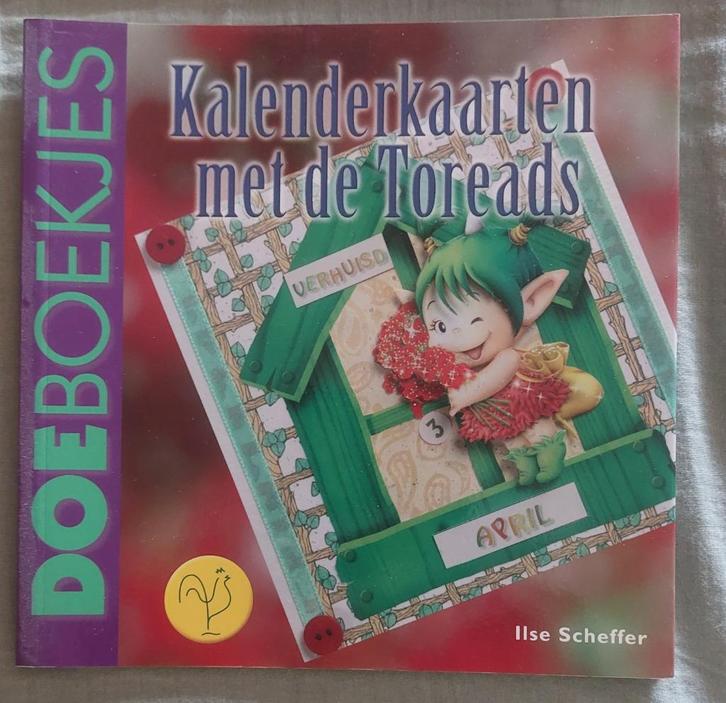 DOEBOEKJES
Kalenderkaarten
met de Toreads
VERHUISD
3
APRIL
Ilse Scheffer